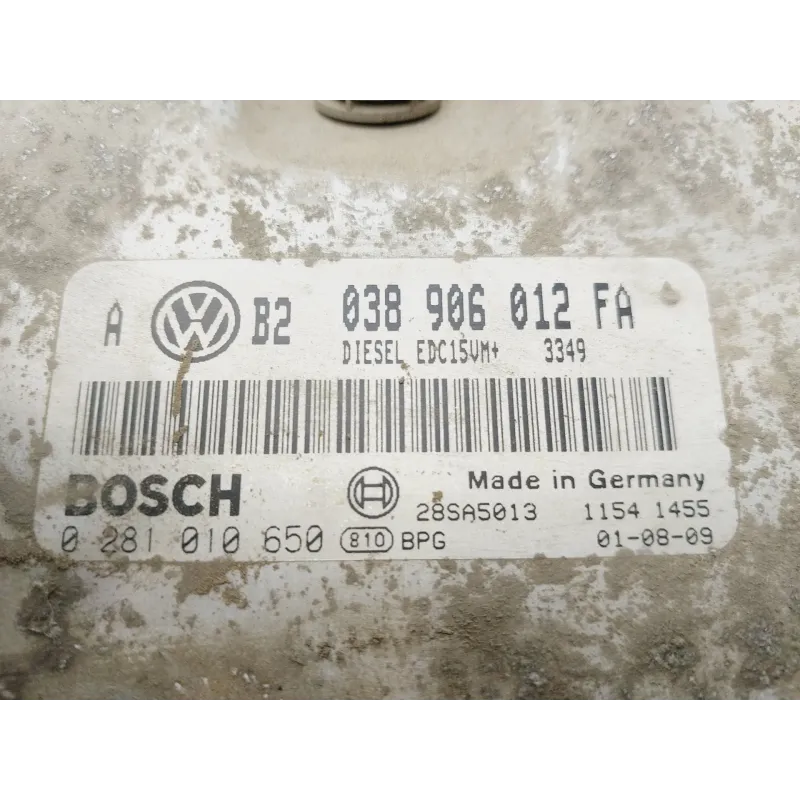 A VW B2 038 906 012 FA
DIESEL EDC15VM+ 3349
BOSCH Made in Germany
28SA5013 1154 1455
0 281 010 650 810 BPG 01-08-09